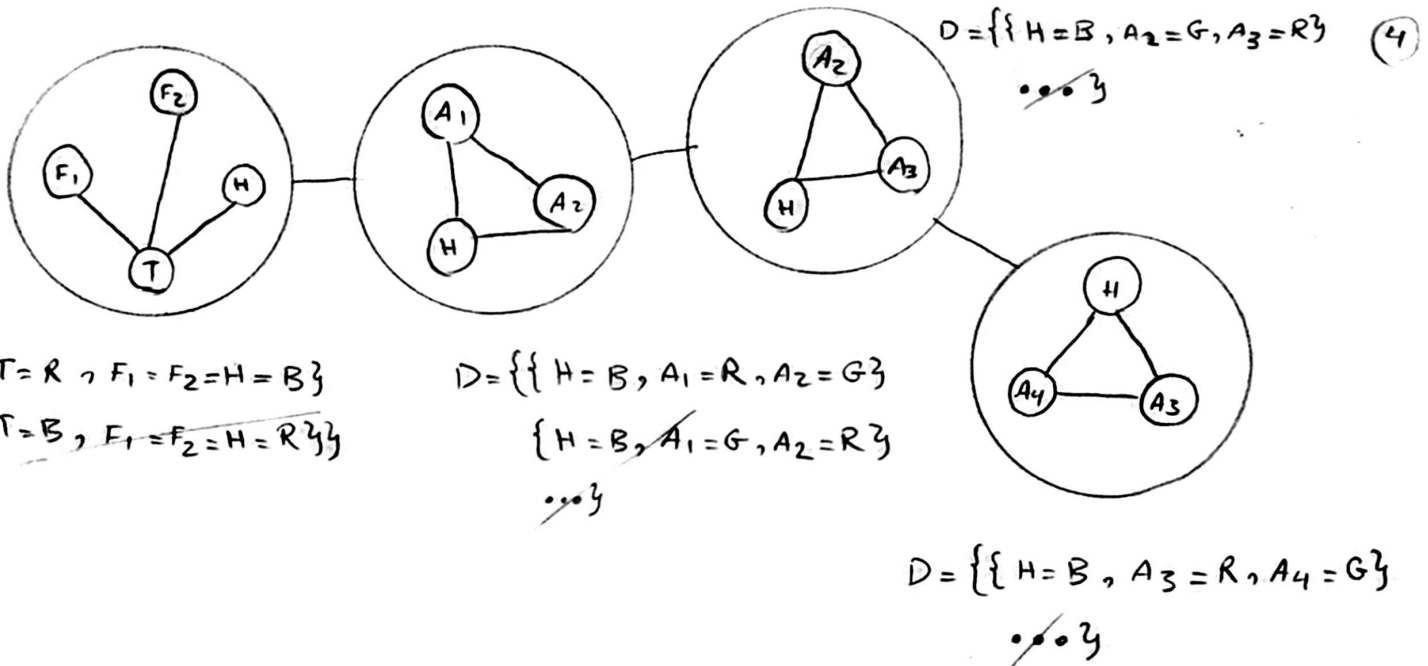 D={{H=B, A2=G, A3=R}
...}
4
F2
F1
H
T
A1
A2
H
A2
A3
H
H
A4
A3
T=R, F1=F2=H=B}
T=B, F1=F2=H=R}}
D={{H=B, A1=R, A2=G}
{H=B, A1=G, A2=R}
...}
D={{H=B, A3=R, A4=G}
...}